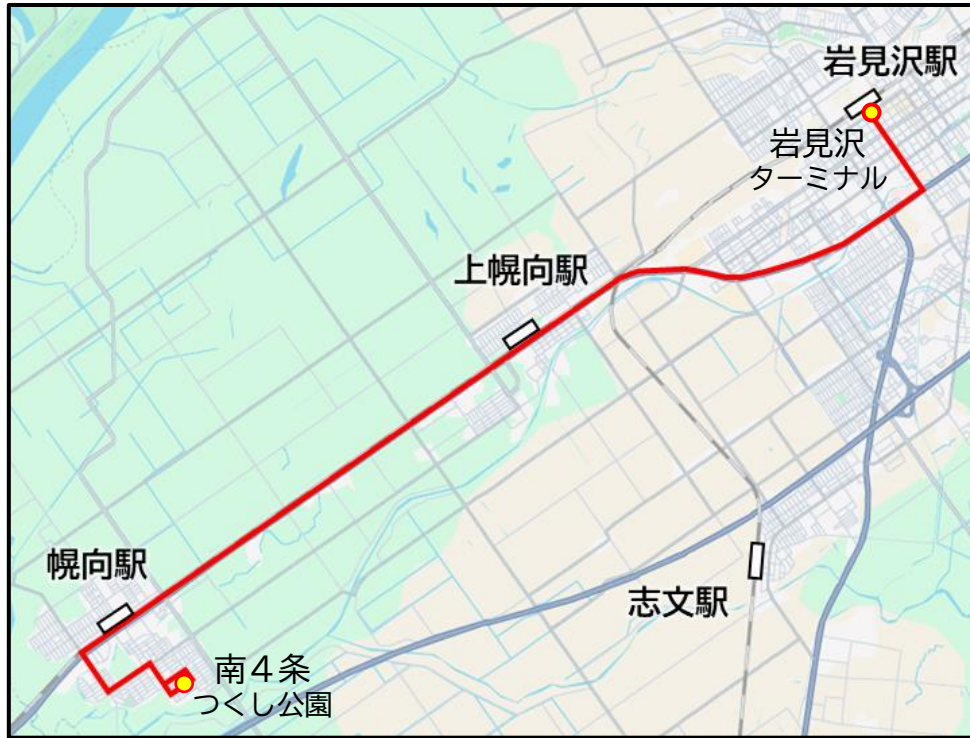 岩見沢駅
岩見沢
ターミナル
上幌向駅
幌向駅
志文駅
南4条
つくし公園